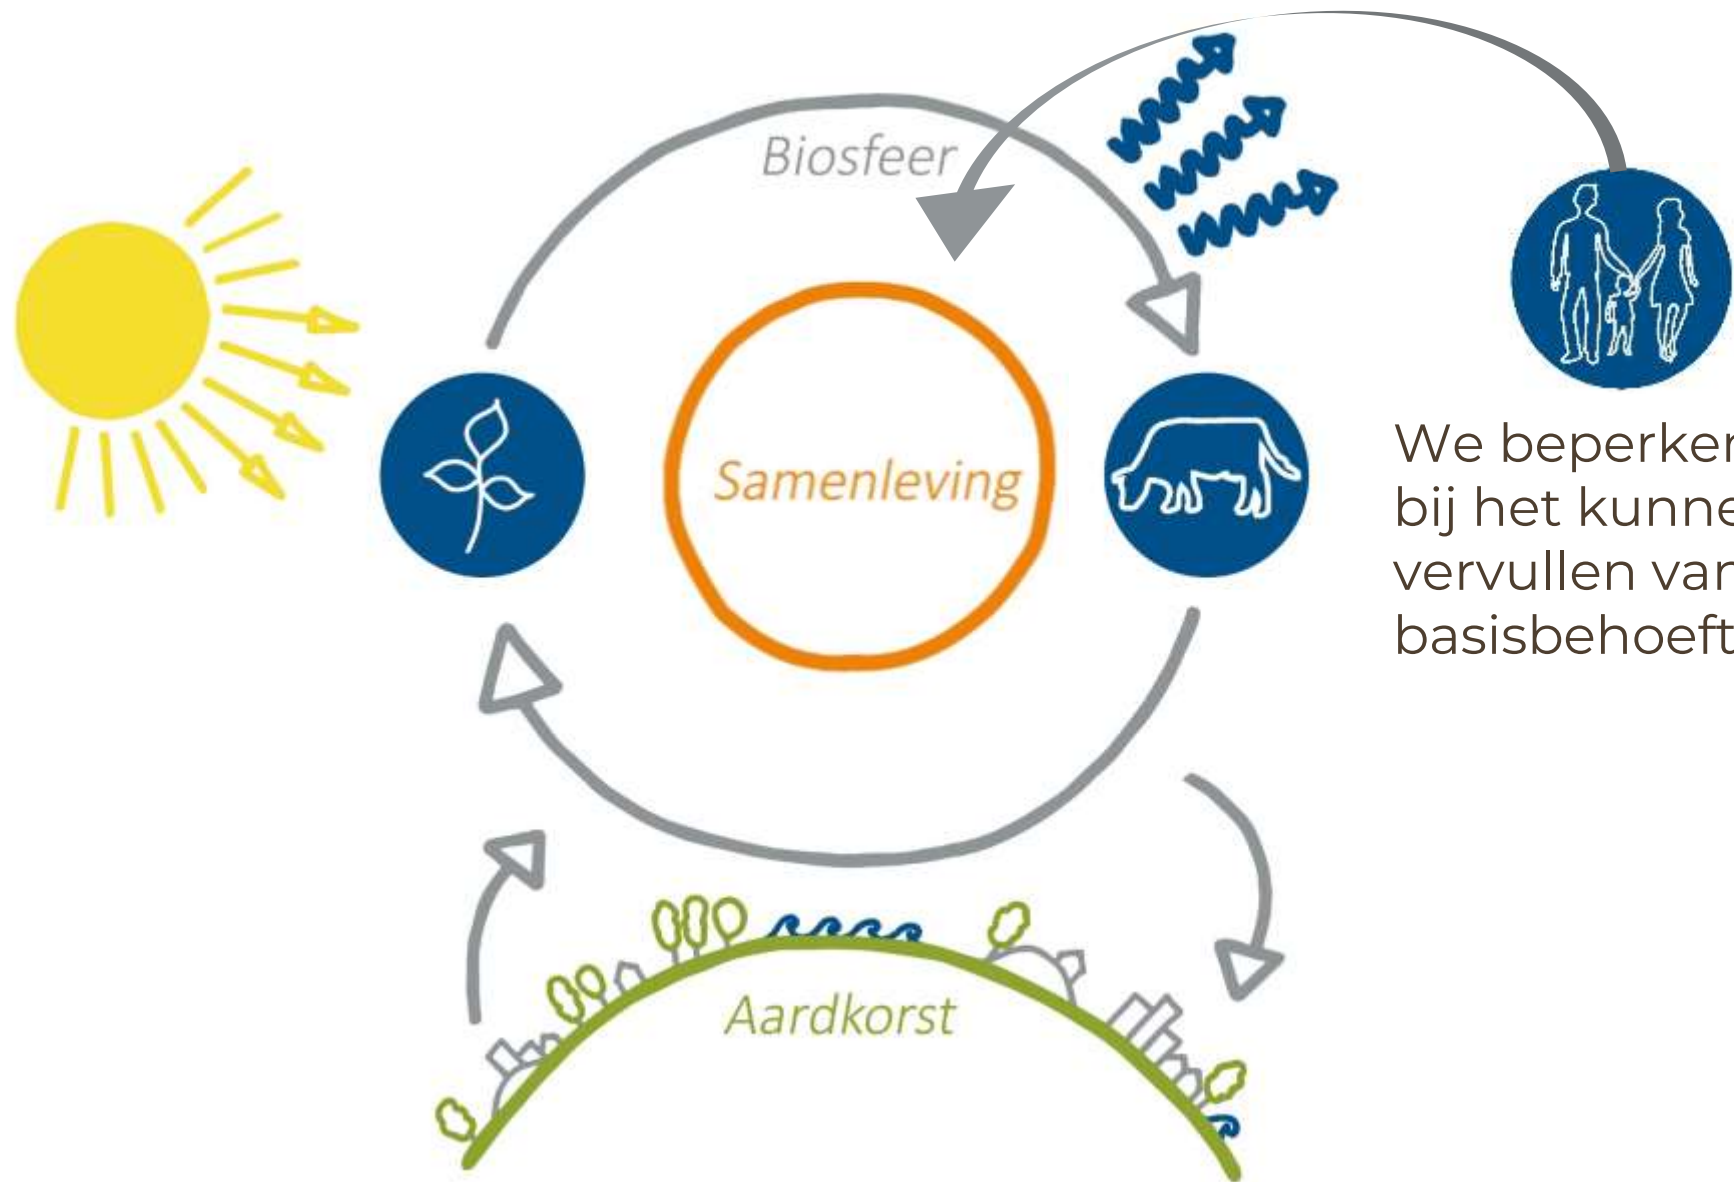 Biosfeer
Samenleving
We beperken
bij het kunne
vervullen van
basisbehoeft
Aardkorst